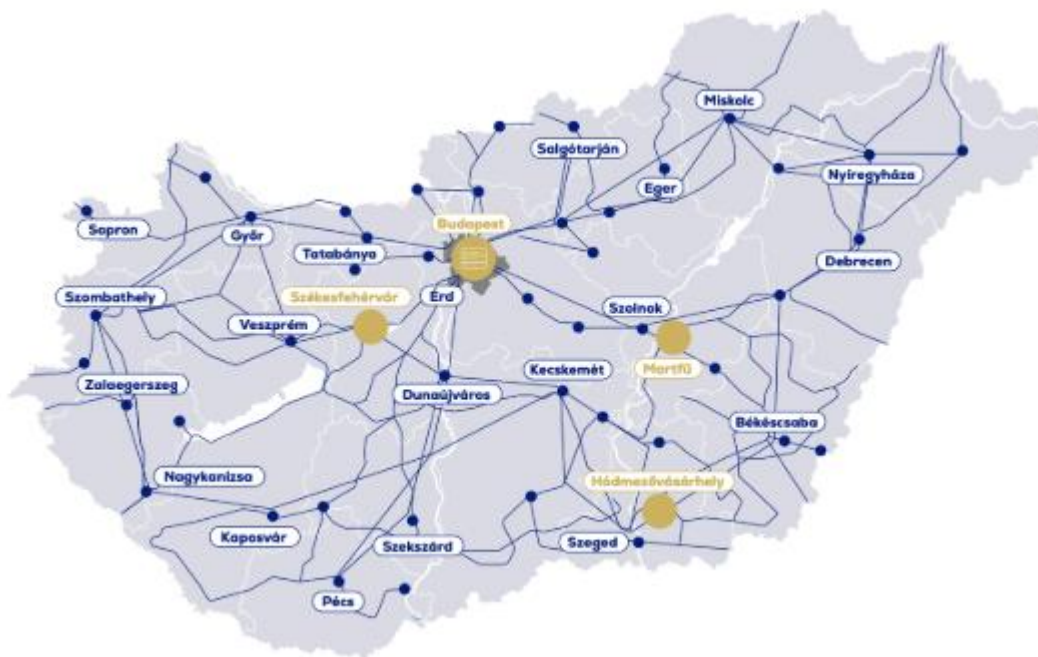 Miskolc
Salgótarján
Nyíregyháza
Eger
Budapest
Sopron
Győr
Tatabánya
Debrecen
Székesfehérvár
Érd
Szombathely
Szolnok
Veszprém
Kecskemét
Martfű
Zalaegerszeg
Dunaújváros
Békéscsaba
Nagykanizsa
Hódmezővásárhely
Kaposvár
Szekszárd
Szeged
Pécs